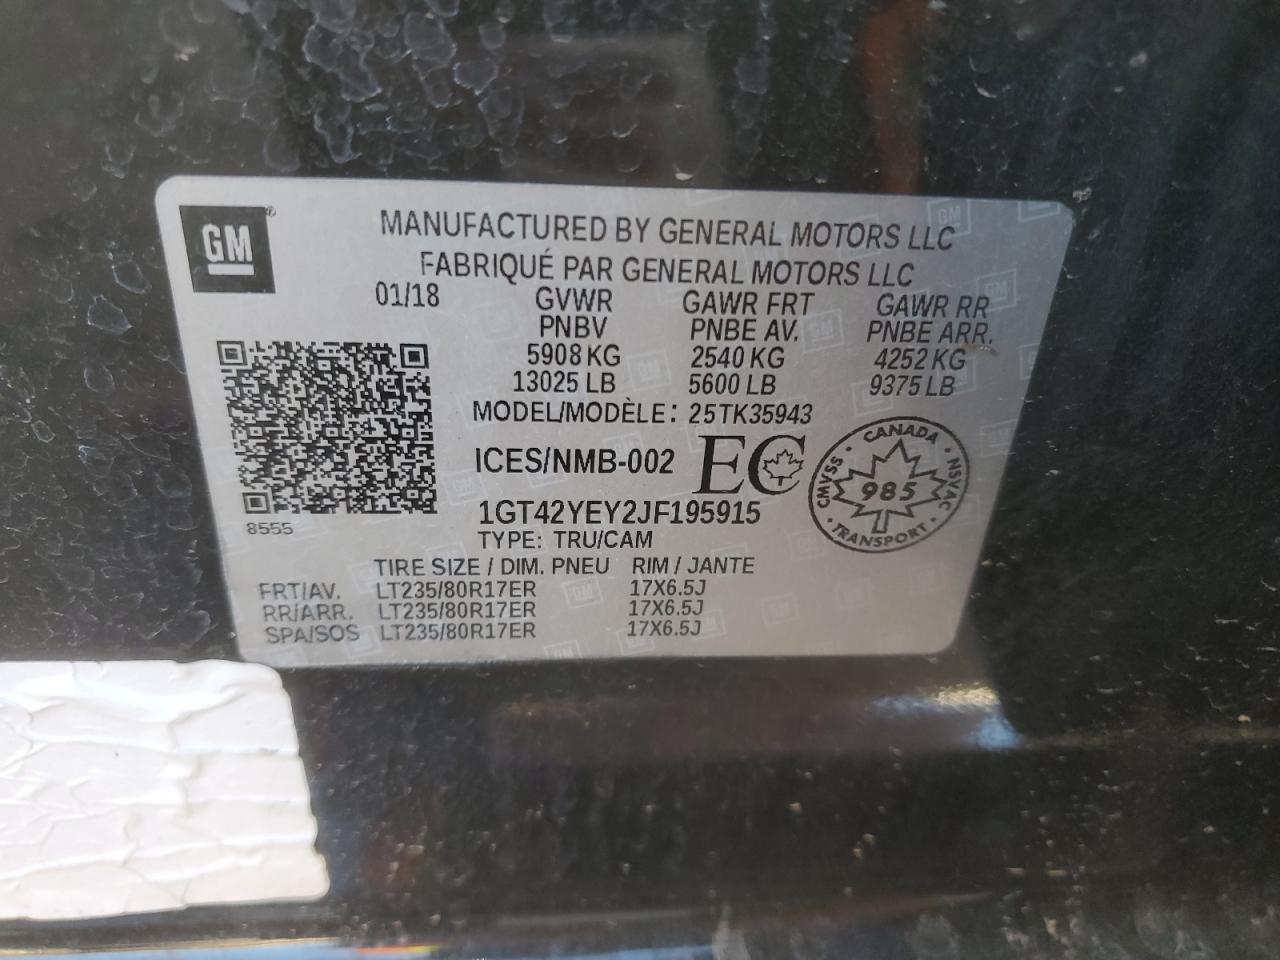 GM
MANUFACTURED BY GENERAL MOTORS LLC
FABRIQUÉ PAR GENERAL MOTORS LLC
01/18 GVWR GAWR FRT GAWR RR
PNBV PNBE AV. PNBE ARR.
5908 KG 2540 KG 4252 KG
13025 LB 5600 LB 9375 LB
MODEL/MODÈLE: 25TK35943
ICES/NMB-002 EC
CANADA
CMVSS 985 NSVAC
TRANSPORT
1GT42YEY2JF195915
8555
TYPE: TRU/CAM
TIRE SIZE / DIM. PNEU RIM / JANTE
FRT/AV. LT235/80R17ER 17X6.5J
RR/ARR. LT235/80R17ER 17X6.5J
SPA/SOS LT235/80R17ER 17X6.5J